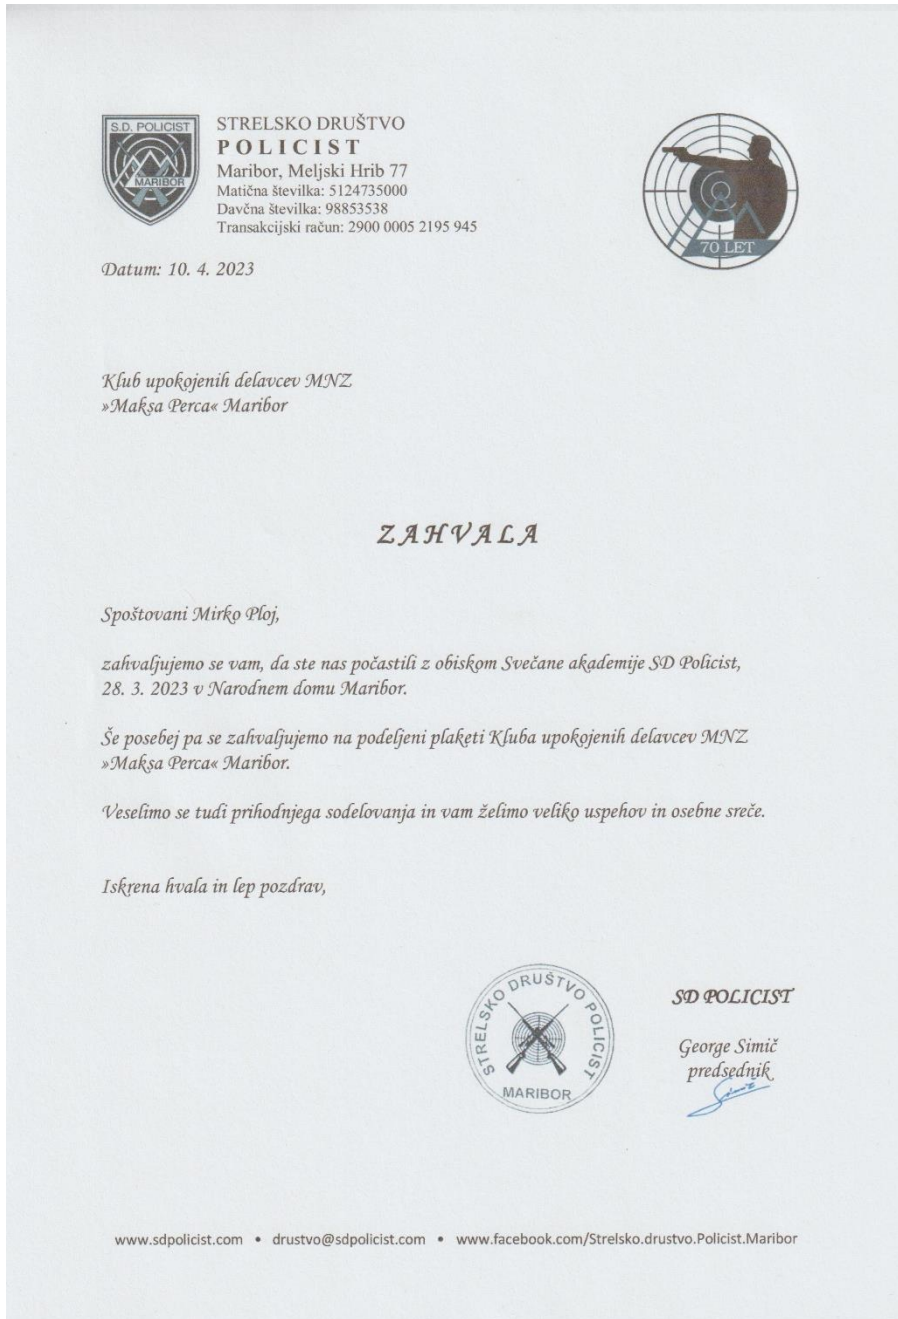 S.D. POLICIST
MARIBOR
STRELSKO DRUŠTVO
POLICIST
Maribor, Meljski Hrib 77
Matična številka: 5124735000
Davčna številka: 98853538
Transakcijski račun: 2900 0005 2195 945
70 LET
Datum: 10. 4. 2023
Klub upokojenih delavcev MNZ
»Maksa Perca« Maribor
ZAHVALA
Spoštovani Mirko Ploj,
zahvaljujemo se vam, da ste nas počastili z obiskom Svečane akademije SD Policist,
28. 3. 2023 v Narodnem domu Maribor.
Še posebej pa se zahvaljujemo na podeljeni plaketi Kluba upokojenih delavcev MNZ
»Maksa Perca« Maribor.
Veselimo se tudi prihodnjega sodelovanja in vam želimo veliko uspehov in osebne sreče.
Iskrena hvala in lep pozdrav,
STRELSKO DRUŠTVO POLICIST
MARIBOR
SD POLICIST
George Simič
predsednik
Simič
www.sdpolicist.com • drustvo@sdpolicist.com • www.facebook.com/Strelsko.drustvo.Policist.Maribor